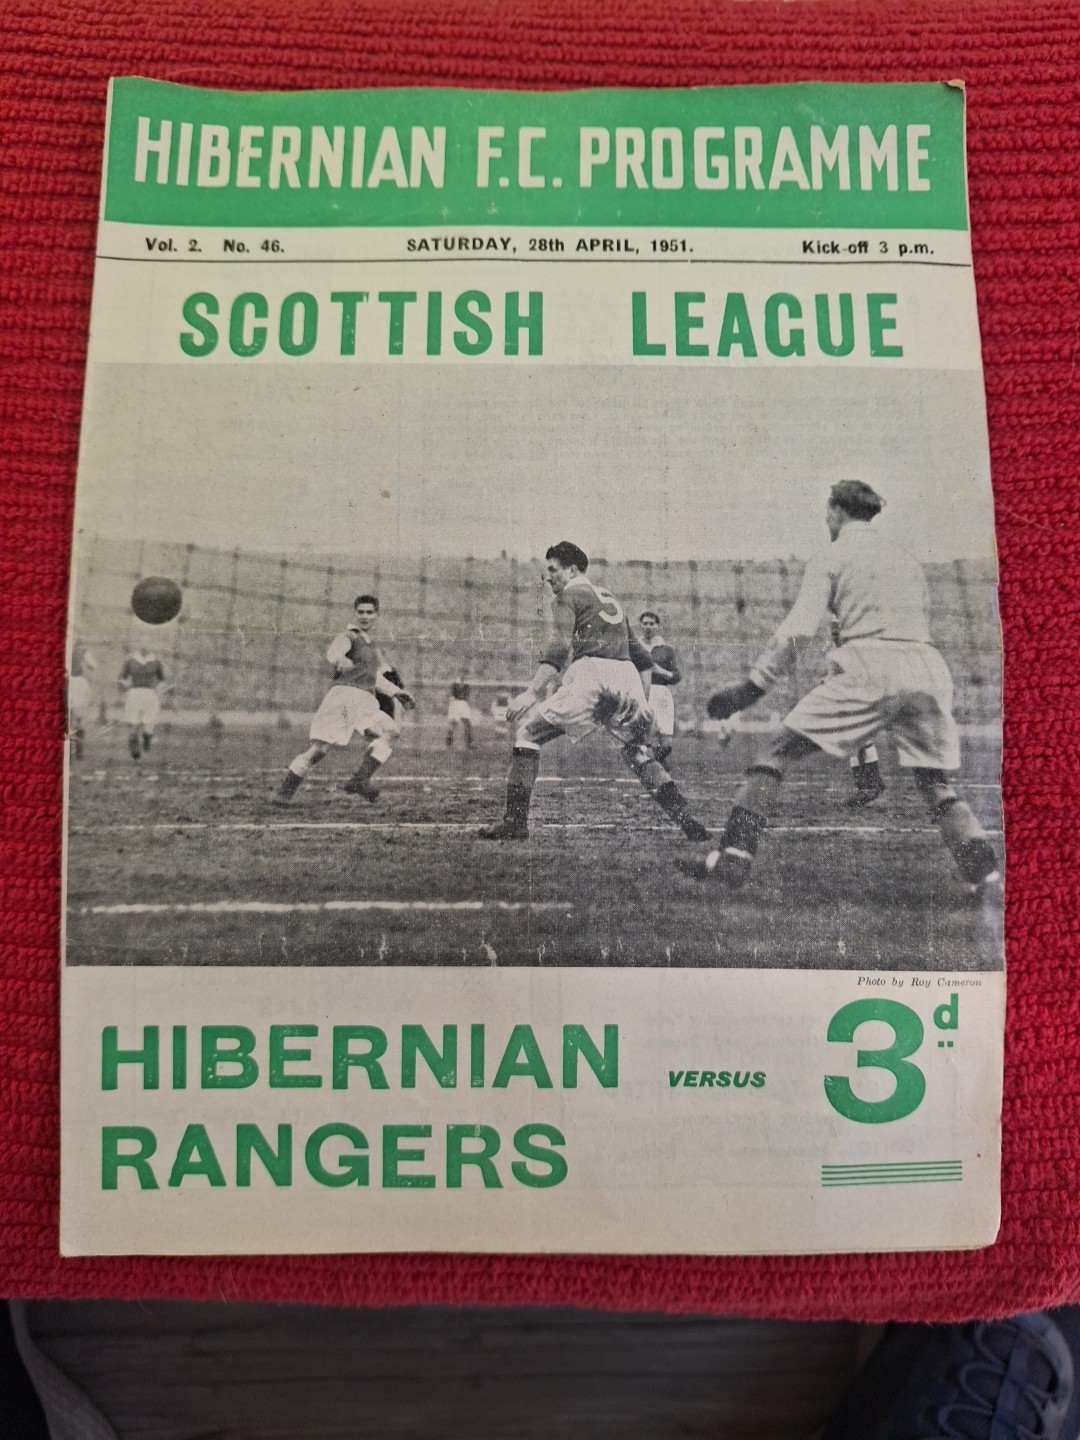 HIBERNIAN F.C. PROGRAMME
Vol. 2. No. 46. SATURDAY, 28th APRIL, 1951. Kick-off 3 p.m.
SCOTTISH LEAGUE
5
Photo by Roy Cameron
HIBERNIAN VERSUS 3d
RANGERS